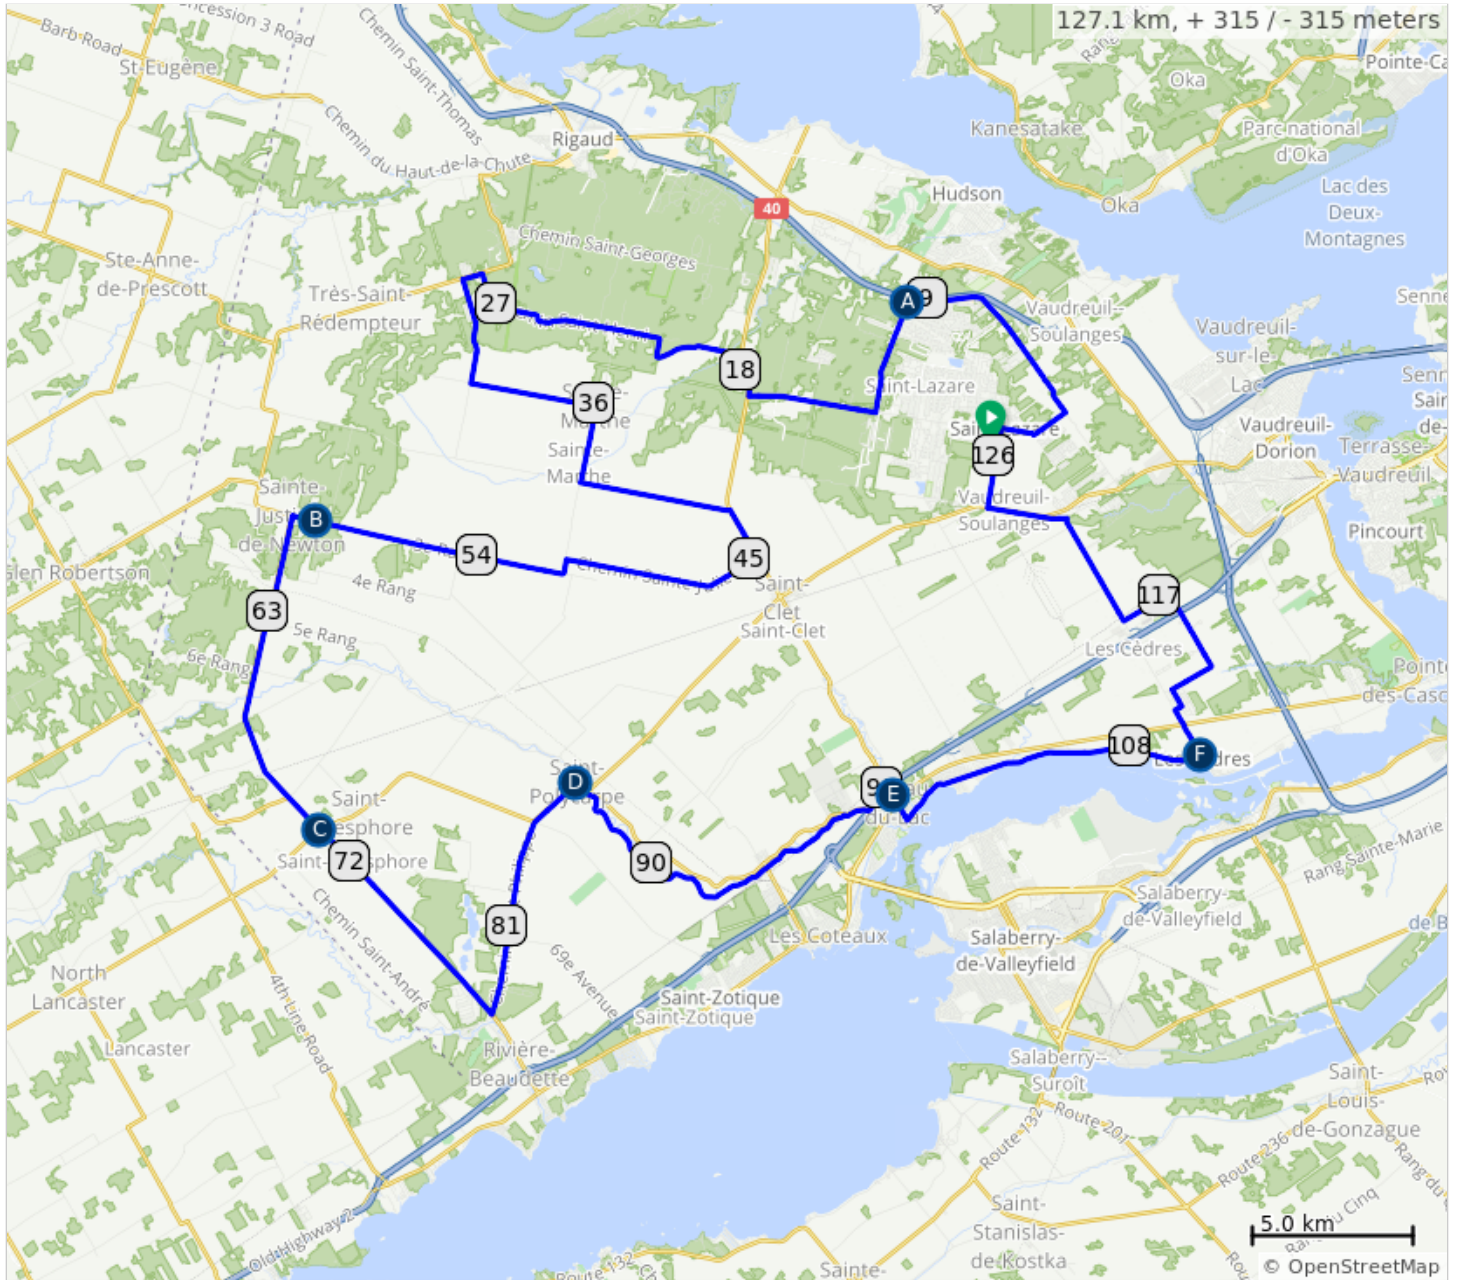 127.1 km, + 315 / - 315 meters
Barb Road
St-Eugène
Chemin Saint-Thomas
Chemin du Haut-de-la-Chute
Rigaud
Oka
Kanesatake
Parc national
d'Oka
Hudson
Oka
Lac des
Deux-
Montagnes
40
Chemin Saint-Georges
Ste-Anne-
de-Prescott
Très-Saint-
Rédempteur
27
A
9
Vaudreuil--
Soulanges
Vaudreuil-
sur-le-
Lac
18
Saint-Lazare
36
126
Sainte-
Marthe
Vaudreuil-
Dorion
Terrasse-
Vaudreuil
Sainte-
Justine-
de-Newton
B
Vaudreuil-
Soulanges
Pincourt
54
45
Glen Robertson
4e Rang
Saint-
Clet
Saint-Clet
63
5e Rang
6e Rang
117
Les Cèdres
108
F
D
E
Saint-
C
72
90
Chemin Saint-André
81
69e Avenue
Les Coteaux
Salaberry-
de-Valleyfield
Salaberry-
de-Valleyfield
Rang Sainte-Marie
North
Lancaster
4th Line Road
Saint-Zotique
Saint-Zotique
Lancaster
Rivière-
Beaudette
Salaberry--
Suroît
Saint-
Louis-
de-Gonzague
Route 132
Route 201
Route 236
Old Highway 2
Saint-
Stanislas-
de-Kostka
Route 132
Sainte-
5.0 km
© OpenStreetMap